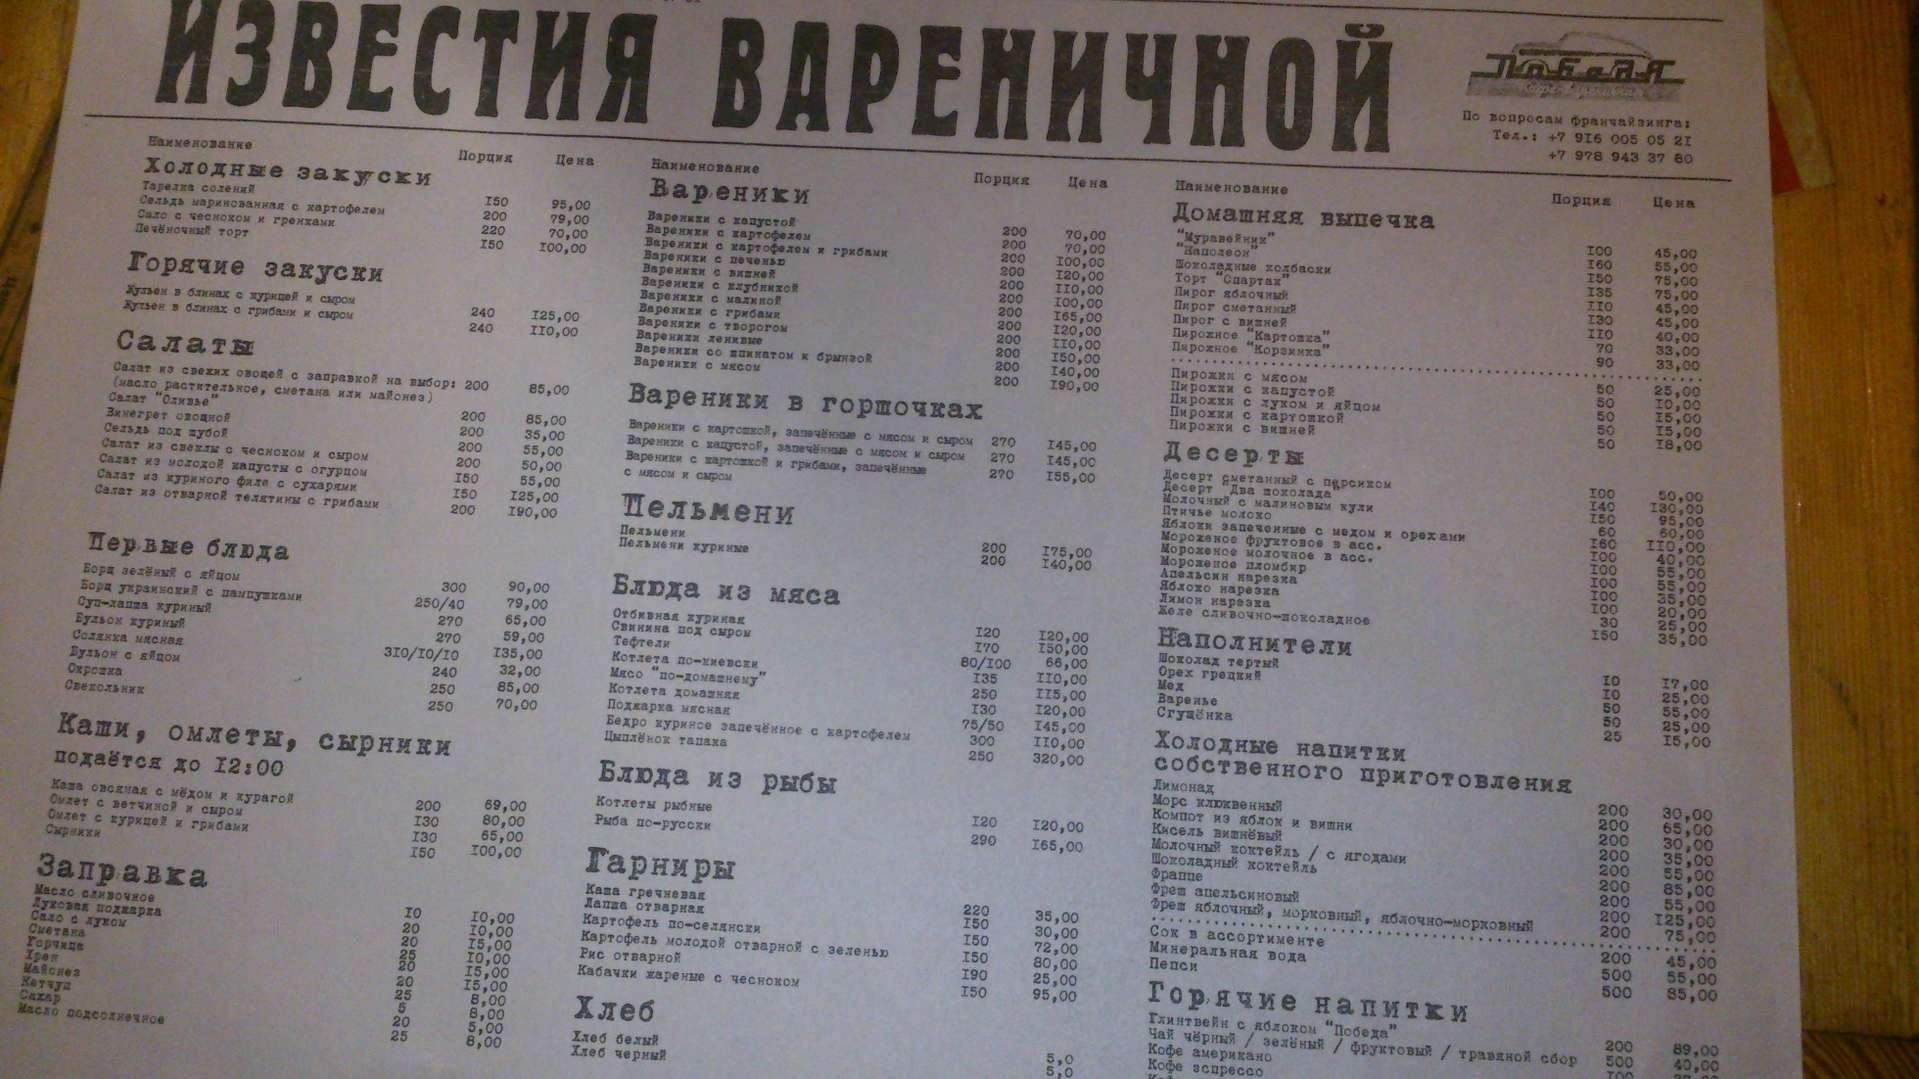 ИЗВЕСТИЯ ВАРЕНИЧНОЙ
ПОБЕДА
По вопросам франчайзинга:
Тел.: +7 916 005 05 21
+7 978 943 37 80
Наименование Порция Цена
Холодные закуски
Тарелка солений 150 95,00
Сельдь маринованная с картофелем 200 79,00
Сало с чесноком и гренками 220 70,00
Печёночный торт 150 100,00
Горячие закуски
Жульен в блинах с курицей и сыром 240 125,00
Жульен в блинах с грибами и сыром 240 110,00
Салаты
Салат из свежих овощей с заправкой на выбор: 200 85,00
(масло растительное, сметана или майонез)
Салат "Оливье" 200 85,00
Винегрет овощной 200 35,00
Сельдь под шубой 200 55,00
Салат из свеклы с чесноком и сыром 200 50,00
Салат из молодой капусты с огурцом 150 55,00
Салат из куриного филе с сухарями 150 125,00
Салат из отварной телятины с грибами 200 190,00
Первые блюда
Борщ зелёный с яйцом 300 90,00
Борщ украинский с пампушками 250/40 79,00
Суп-лапша куриный 270 65,00
Бульон куриный 270 59,00
Солянка мясная 310/10/10 135,00
Бульон с яйцом 240 32,00
Окрошка 250 85,00
Свекольник 250 70,00
Каши, омлеты, сырники
подаётся до 12:00
Каша овсяная с мёдом и курагой 200 69,00
Омлет с ветчиной и сыром 130 80,00
Омлет с курицей и грибами 130 65,00
Сырники 150 100,00
Заправка
Масло сливочное 10 10,00
Луковая поджарка 20 10,00
Сало с луком 20 15,00
Сметана 25 10,00
Горчица 20 15,00
Хрен 20 15,00
Майонез 25 8,00
Кетчуп 5 8,00
Сахар 20 5,00
Масло подсолнечное 25 8,00
Наименование Порция Цена
Вареники
Вареники с капустой 200 70,00
Вареники с картофелем 200 70,00
Вареники с картофелем и грибами 200 100,00
Вареники с печенью 200 120,00
Вареники с вишней 200 110,00
Вареники с клубникой 200 100,00
Вареники с малиной 200 165,00
Вареники с грибами 200 120,00
Вареники с творогом 200 110,00
Вареники ленивые 200 150,00
Вареники со шпинатом и брынзой 200 140,00
Вареники с мясом 200 190,00
Вареники в горшочках
Вареники с картошкой, запечённые с мясом и сыром 270 145,00
Вареники с капустой, запечённые с мясом и сыром 270 145,00
Вареники с картошкой и грибами, запечённые
с мясом и сыром 270 155,00
Пельмени
Пельмени 200 175,00
Пельмени куриные 200 140,00
Блюда из мяса
Отбивная куриная 120 120,00
Свинина под сыром 170 150,00
Тефтели 80/100 66,00
Котлета по-киевски 135 110,00
Мясо "по-домашнему" 250 115,00
Котлета домашняя 130 120,00
Поджарка мясная 75/50 145,00
Бедро куриное запечённое с картофелем 300 110,00
Цыплёнок тапака 250 320,00
Блюда из рыбы
Котлеты рыбные 120 120,00
Рыба по-русски 290 165,00
Гарниры
Каша гречневая 220 35,00
Лапша отварная 150 30,00
Картофель по-селянски 150 72,00
Картофель молодой отварной с зеленью 150 80,00
Рис отварной 190 25,00
Кабачки жареные с чесноком 150 95,00
Хлеб
Хлеб белый 5,0
Хлеб черный 5,0
Наименование Порция Цена
Домашняя выпечка
"Муравейник" 100 45,00
"Наполеон" 160 55,00
Шоколадные колбаски 150 75,00
Торт "Спартак" 135 75,00
Пирог яблочный 110 45,00
Пирог сметанный 130 45,00
Пирог с вишней 110 40,00
Пирожное "Картошка" 70 33,00
Пирожное "Корзинка" 90 33,00
Пирожки с мясом 50 25,00
Пирожки с капустой 50 10,00
Пирожки с луком и яйцом 50 15,00
Пирожки с картошкой 50 15,00
Пирожки с вишней 50 18,00
Десерты
Десерт сметанный с персиком 100 50,00
Десерт "Два шоколада" 140 130,00
Молочный с малиновым кули 150 95,00
Птичье молоко 60 60,00
Яблоки запеченные с медом и орехами 160 110,00
Мороженое фруктовое в асс. 100 40,00
Мороженое молочное в асс. 100 55,00
Мороженое пломбир 100 55,00
Апельсин нарезка 100 35,00
Яблоко нарезка 100 20,00
Лимон нарезка 30 25,00
Желе сливочно-шоколадное 150 35,00
Наполнители
Шоколад тертый 10 17,00
Орех грецкий 10 25,00
Мед 50 55,00
Варенье 50 25,00
Сгущёнка 25 15,00
Холодные напитки
собственного приготовления
Лимонад 200 30,00
Морс клюквенный 200 65,00
Компот из яблок и вишни 200 30,00
Кисель вишнёвый 200 35,00
Молочный коктейль / с ягодами 200 55,00
Шоколадный коктейль 200 85,00
Фраппе 200 55,00
Фреш апельсиновый 200 125,00
Фреш яблочный, морковный, яблочно-морковный 200 75,00
Сок в ассортименте 200 45,00
Минеральная вода 500 55,00
Пепси 500 85,00
Горячие напитки
Глинтвейн с яблоком "Победа" 200 89,00
Чай чёрный / зелёный / фруктовый / травяной сбор 500 40,00
Кофе американо 100
Кофе эспрессо